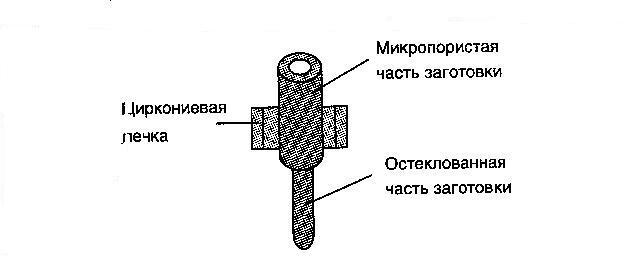 Микропористая
часть заготовки
Циркониевая
печка
Остеклованная
часть заготовки